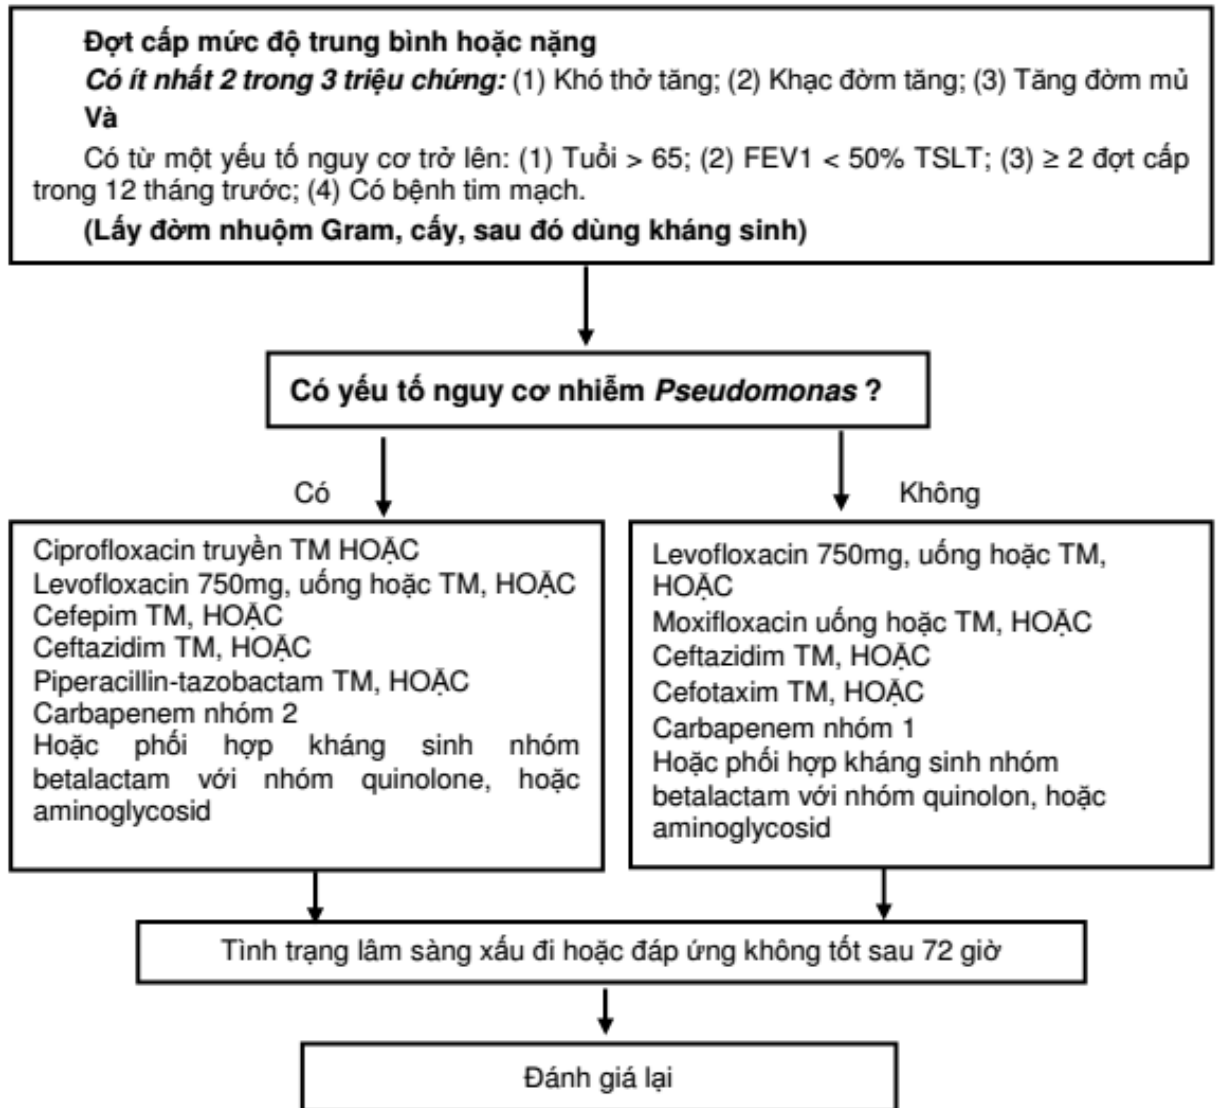 Đợt cấp mức độ trung bình hoặc nặng
Có ít nhất 2 trong 3 triệu chứng: (1) Khó thở tăng; (2) Khạc đờm tăng; (3) Tăng đờm mủ
Và
Có từ một yếu tố nguy cơ trở lên: (1) Tuổi > 65; (2) FEV1 < 50% TSLT; (3) ≥ 2 đợt cấp
trong 12 tháng trước; (4) Có bệnh tim mạch.
(Lấy đờm nhuộm Gram, cấy, sau đó dùng kháng sinh)
Có yếu tố nguy cơ nhiễm Pseudomonas ?
Có
Không
Ciprofloxacin truyền TM HOẶC
Levofloxacin 750mg, uống hoặc TM, HOẶC
Cefepim TM, HOẶC
Ceftazidim TM, HOẶC
Piperacillin-tazobactam TM, HOẶC
Carbapenem nhóm 2
Hoặc phối hợp kháng sinh nhóm
betalactam với nhóm quinolone, hoặc
aminoglycosid
Levofloxacin 750mg, uống hoặc TM,
HOẶC
Moxifloxacin uống hoặc TM, HOẶC
Ceftazidim TM, HOẶC
Cefotaxim TM, HOẶC
Carbapenem nhóm 1
Hoặc phối hợp kháng sinh nhóm
betalactam với nhóm quinolon, hoặc
aminoglycosid
Tình trạng lâm sàng xấu đi hoặc đáp ứng không tốt sau 72 giờ
Đánh giá lại